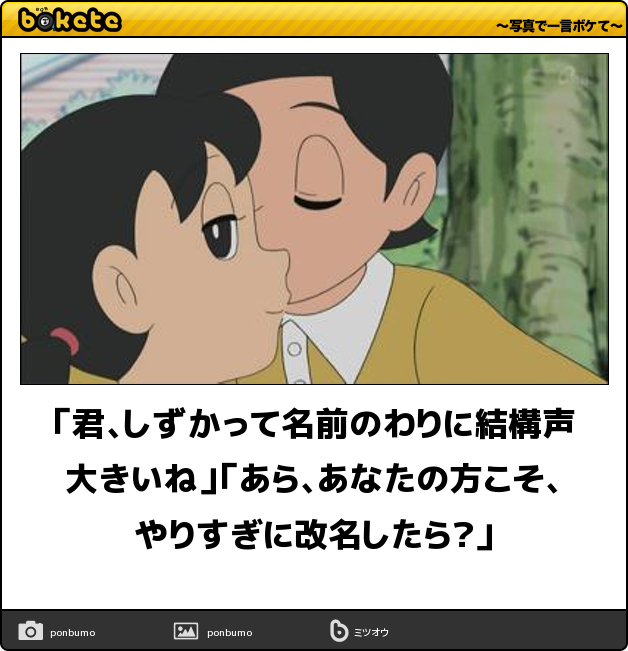 bokete
～写真で一言ボケて～
「君、しずかって名前のわりに結構声
大きいね」「あら、あなたの方こそ、
やりすぎに改名したら?」
ponbumo
ponbumo
ミツオウ